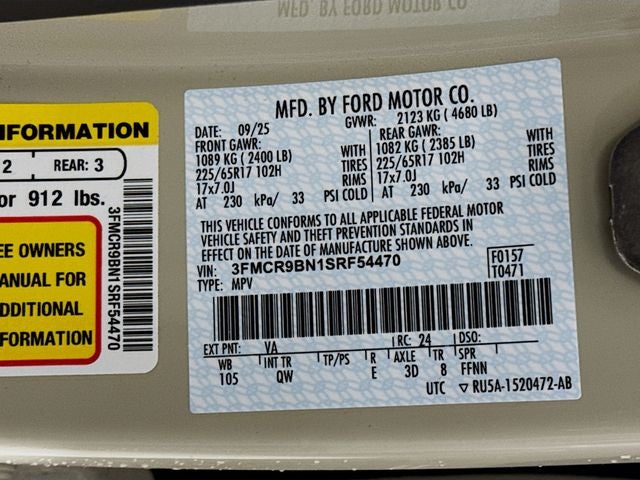 MFD. BY FORD MOTOR CO
INFORMATION
2 REAR: 3
or 912 lbs.
EE OWNERS
ANUAL FOR
DDITIONAL
FORMATION
3FMCR9BN1SRF54470
MFD. BY FORD MOTOR CO.
DATE: 09/25 GVWR: 2123 KG ( 4680 LB)
FRONT GAWR: REAR GAWR:
1089 KG ( 2400 LB) WITH 1082 KG ( 2385 LB) WITH
225/65R17 102H TIRES 225/65R17 102H TIRES
17x7.0J RIMS 17x7.0J RIMS
AT 230 kPa/ 33 PSI COLD AT 230 kPa/ 33 PSI COLD
THIS VEHICLE CONFORMS TO ALL APPLICABLE FEDERAL MOTOR
VEHICLE SAFETY AND THEFT PREVENTION STANDARDS IN
EFFECT ON THE DATE OF MANUFACTURE SHOWN ABOVE.
VIN: 3FMCR9BN1SRF54470 F0157
TYPE: MPV T0471
EXT PNT: VA RC: 24 DSO:
WB INT TR TP/PS R AXLE TR SPR
105 QW E 3D 8 FFNN
UTC ▽ RU5A-1520472-AB